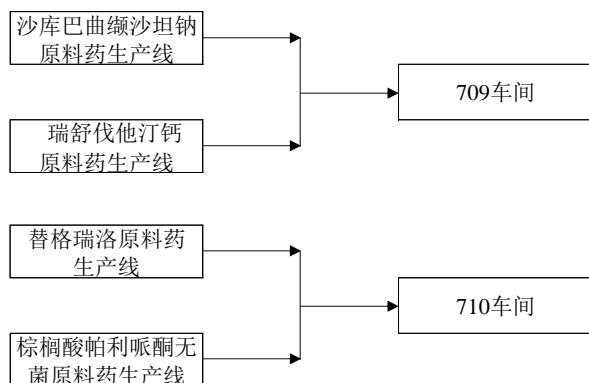 沙库巴曲缬沙坦钠
原料药生产线
709车间
瑞舒伐他汀钙
原料药生产线
替格瑞洛原料药
生产线
710车间
棕榈酸帕利哌酮无
菌原料药生产线